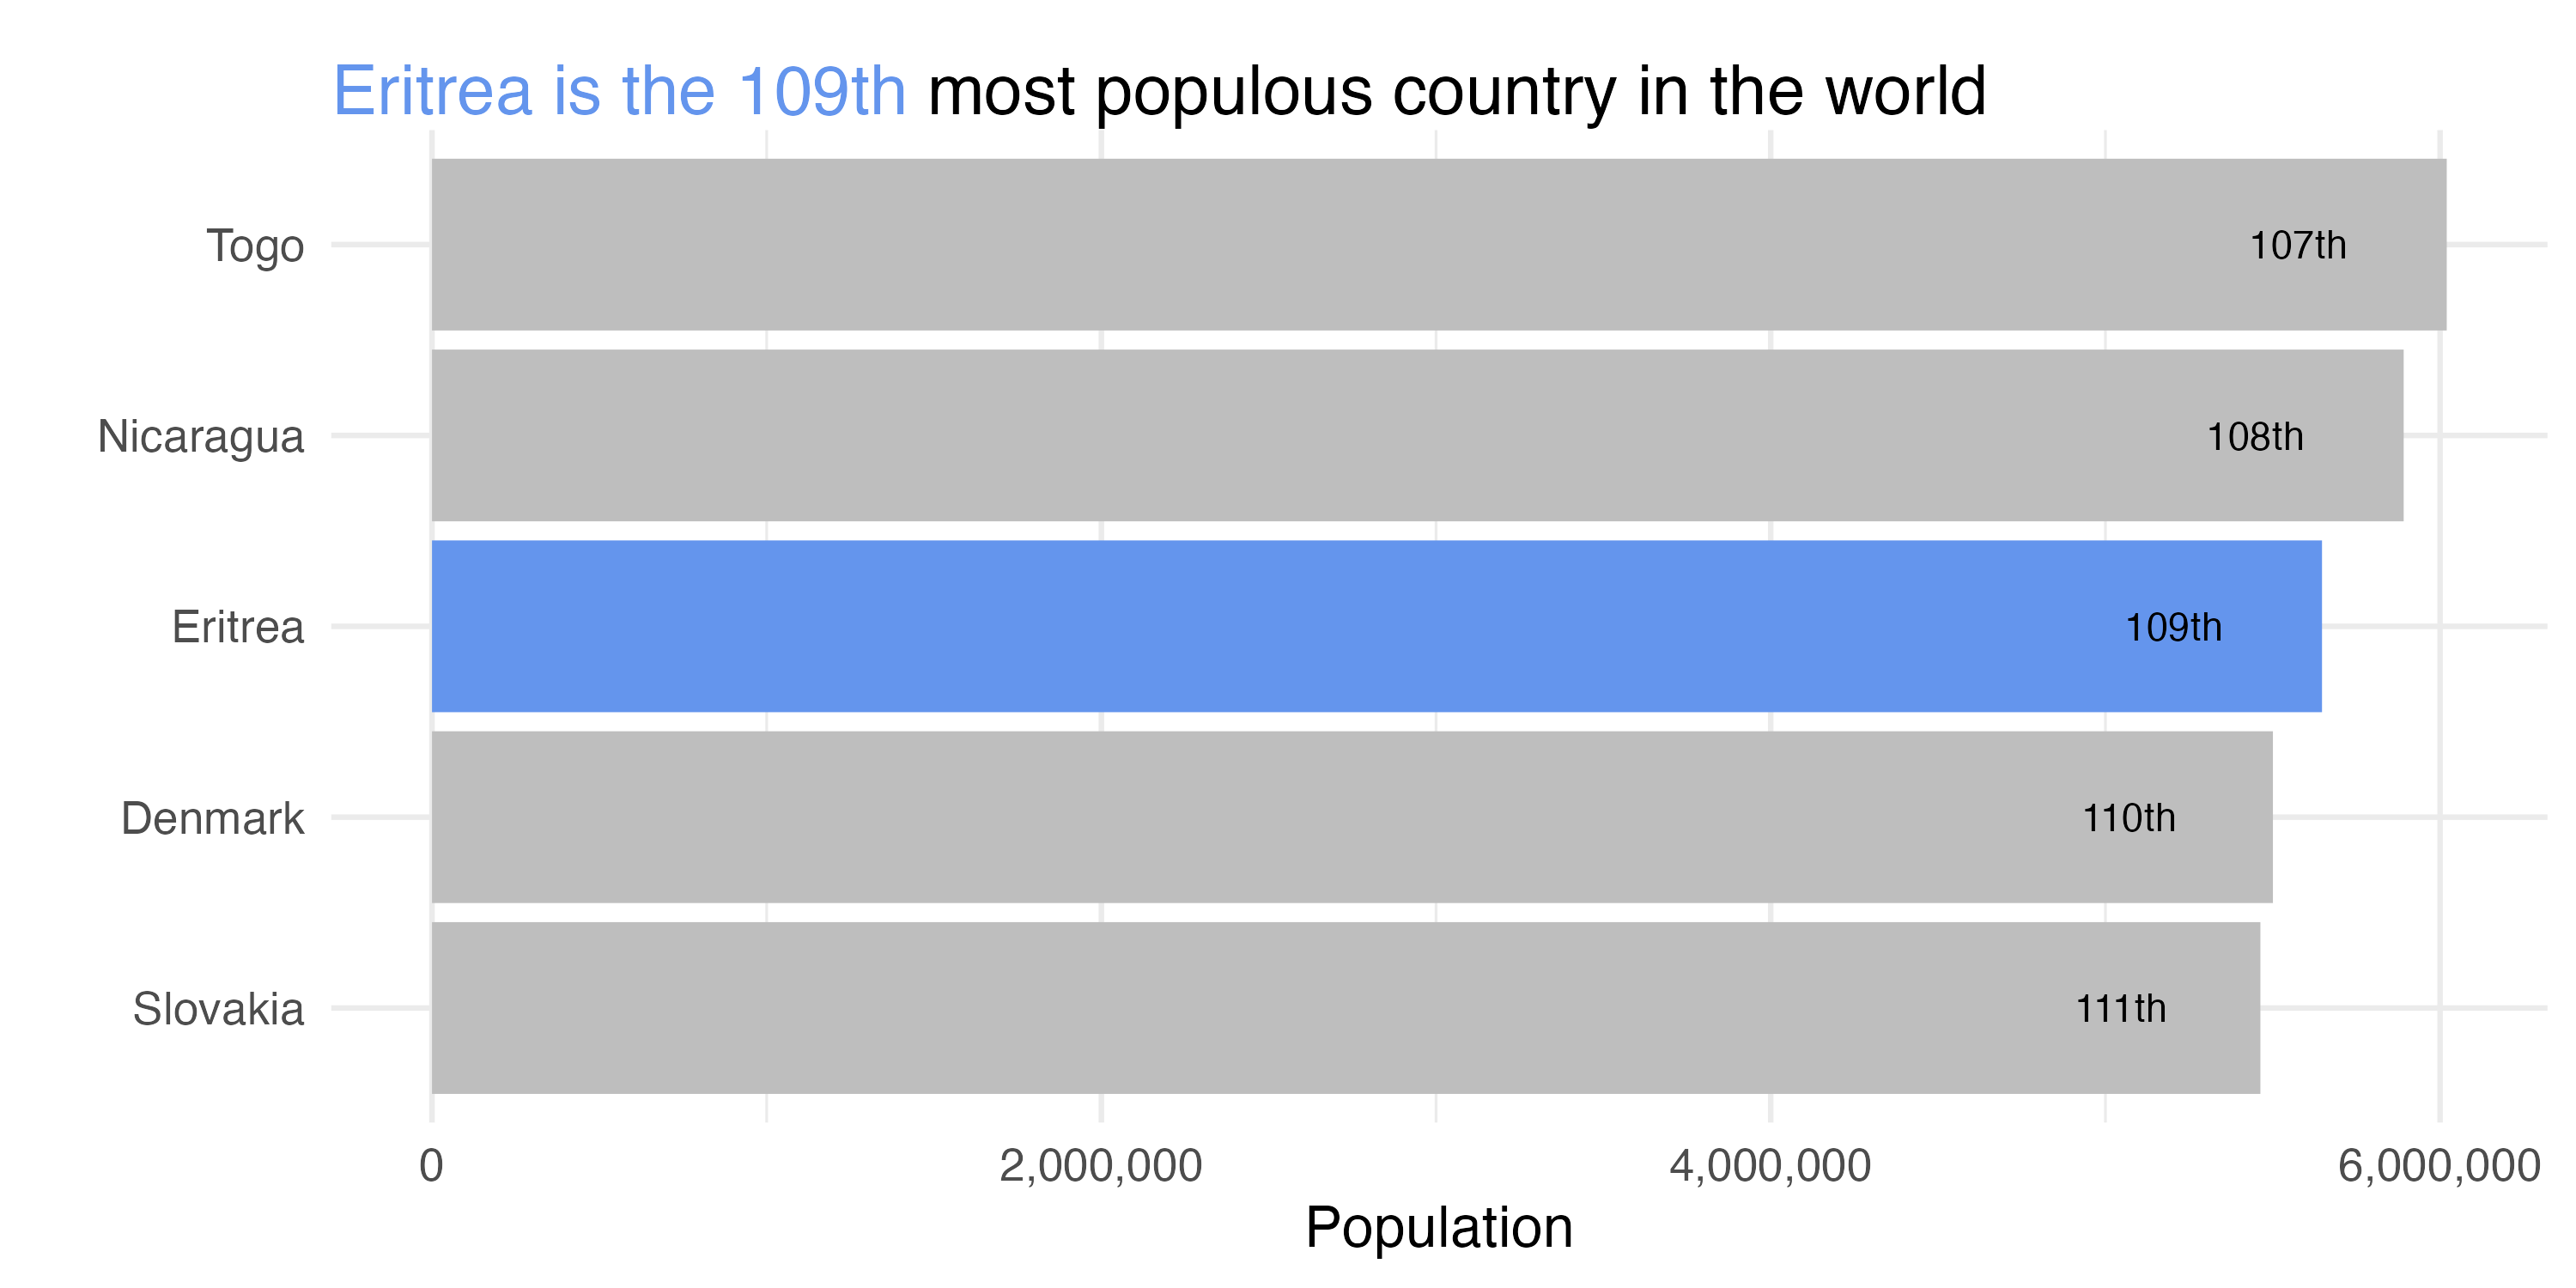 Eritrea is the 109th most populous country in the world
Togo
107th
Nicaragua
108th
Eritrea
109th
Denmark
110th
Slovakia
111th
0 2,000,000 4,000,000 6,000,000
Population